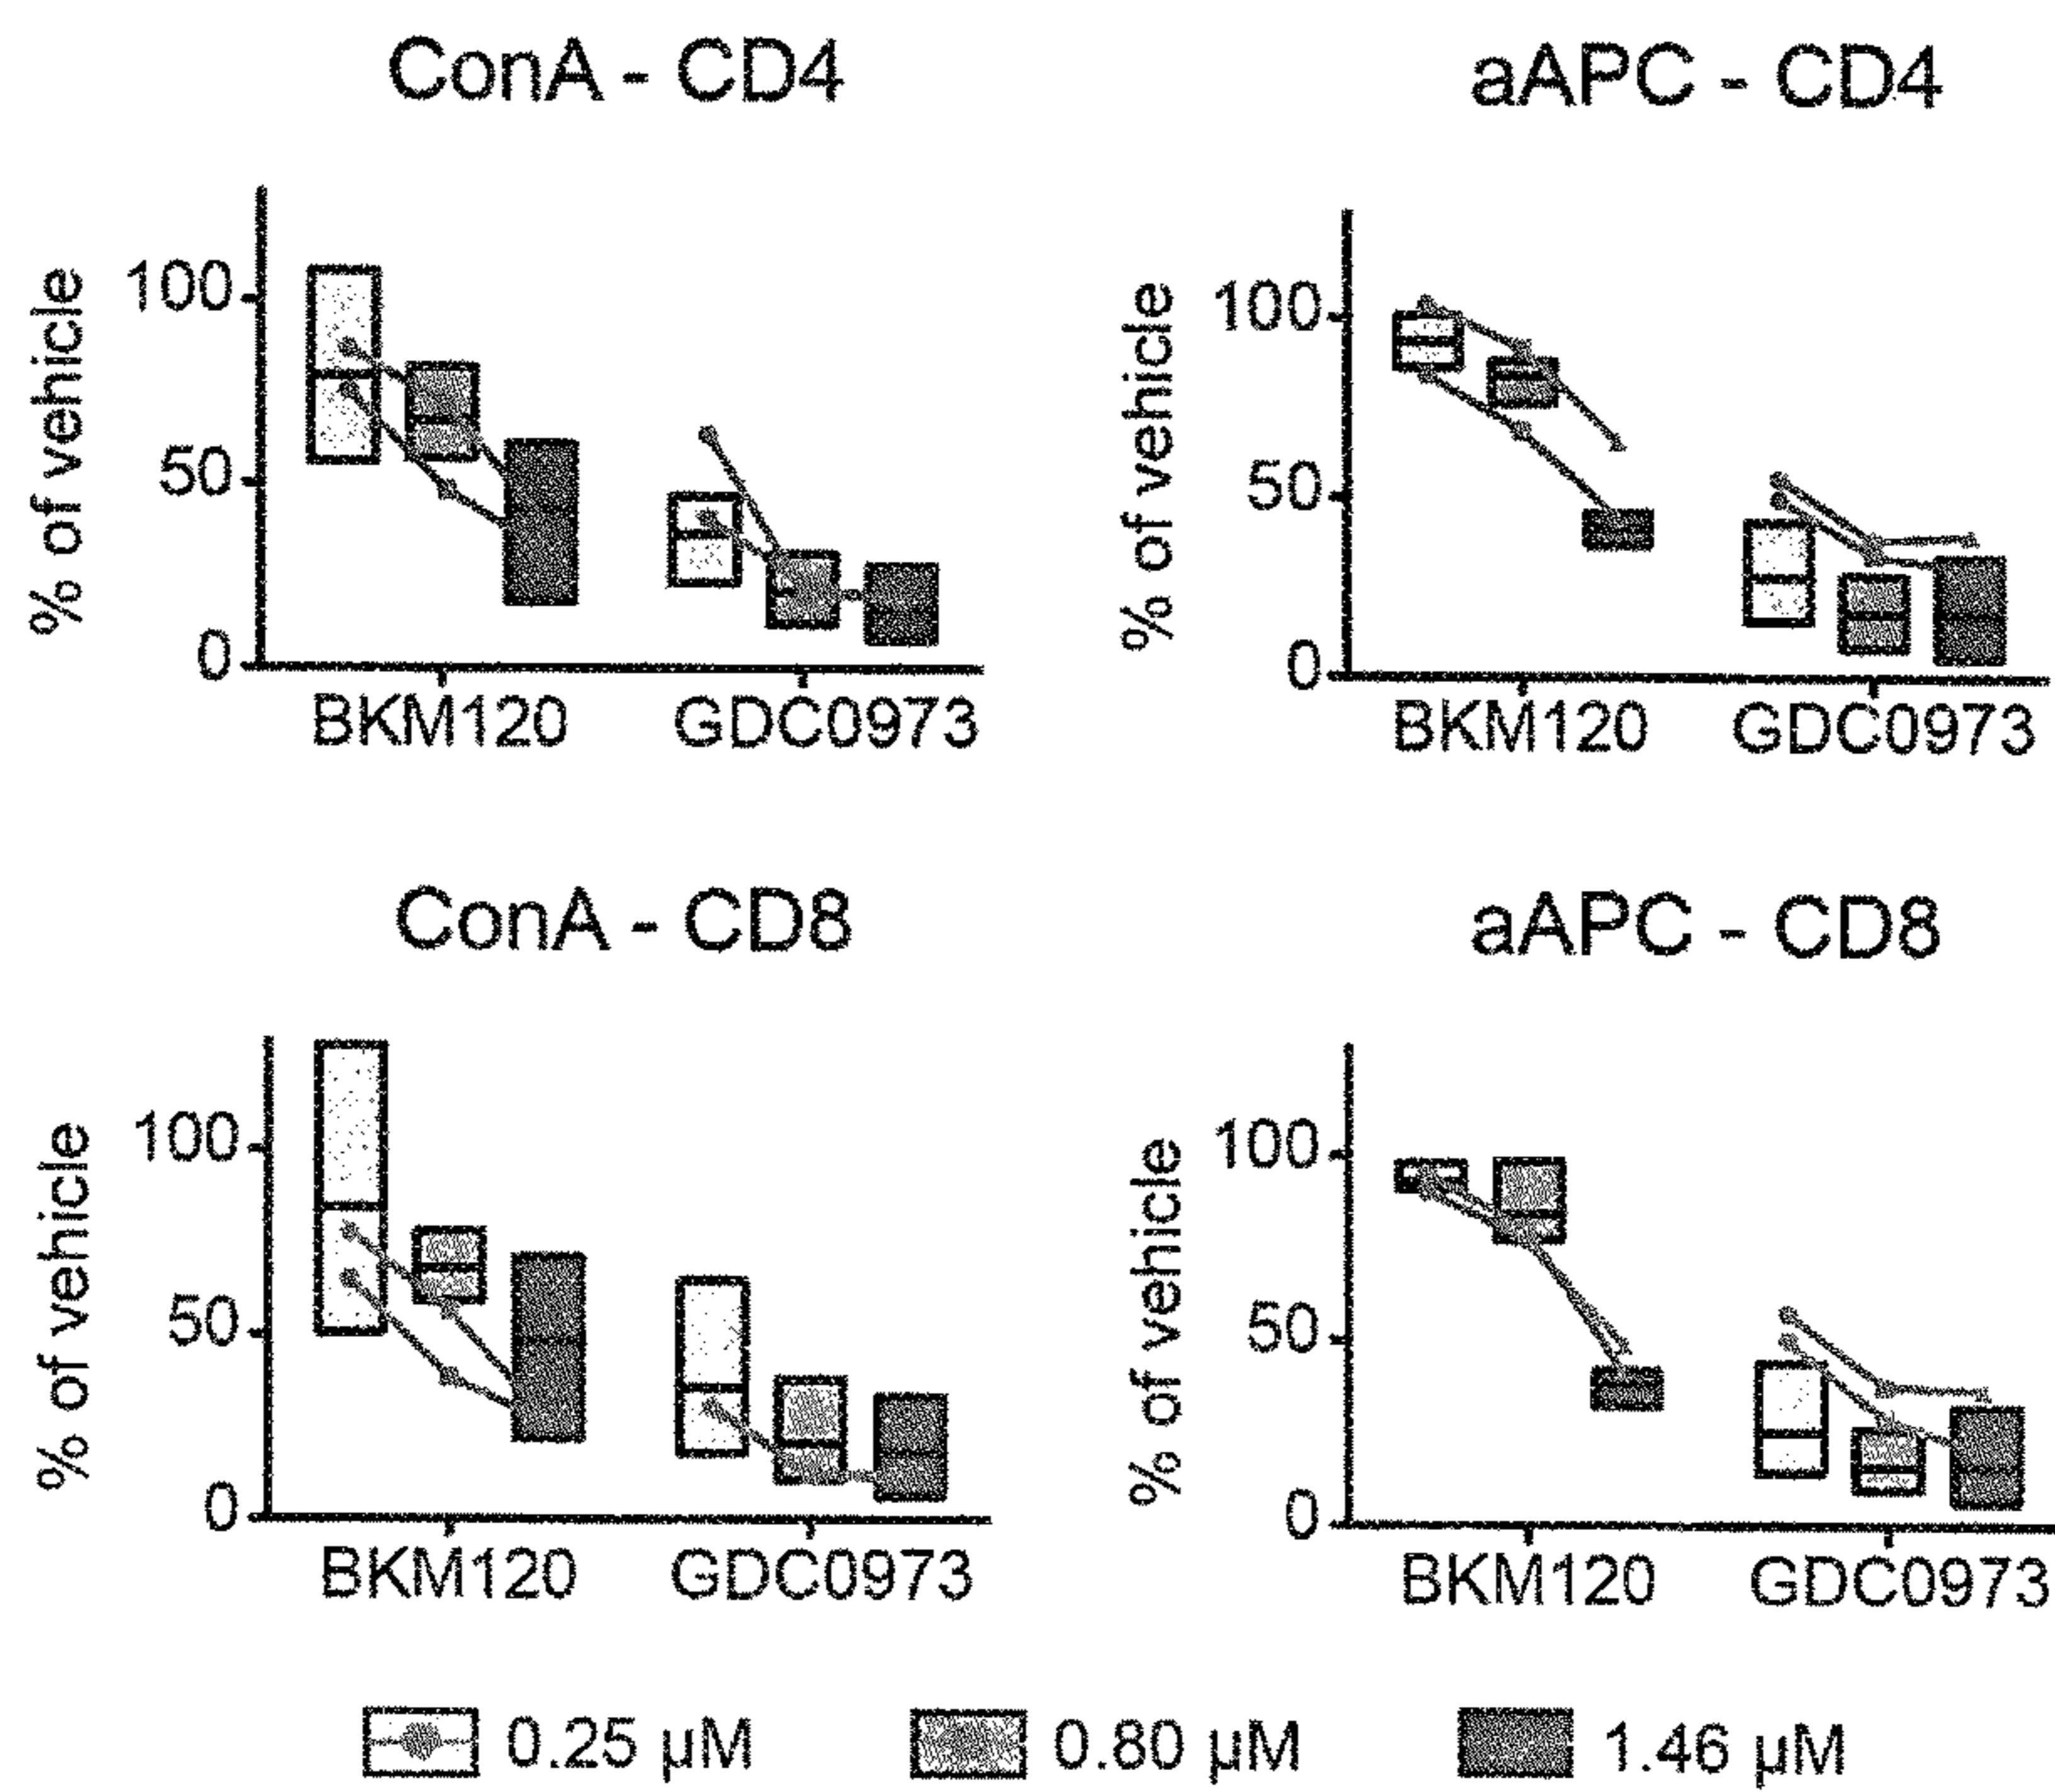 ConA - CD4
% of vehicle
100
50
0
BKM120 GDC0973
aAPC - CD4
% of vehicle
100
50
0
BKM120 GDC0973
ConA - CD8
% of vehicle
100
50
0
BKM120 GDC0973
aAPC - CD8
% of vehicle
100
50
0
BKM120 GDC0973
0.25 µM 0.80 µM 1.46 µM